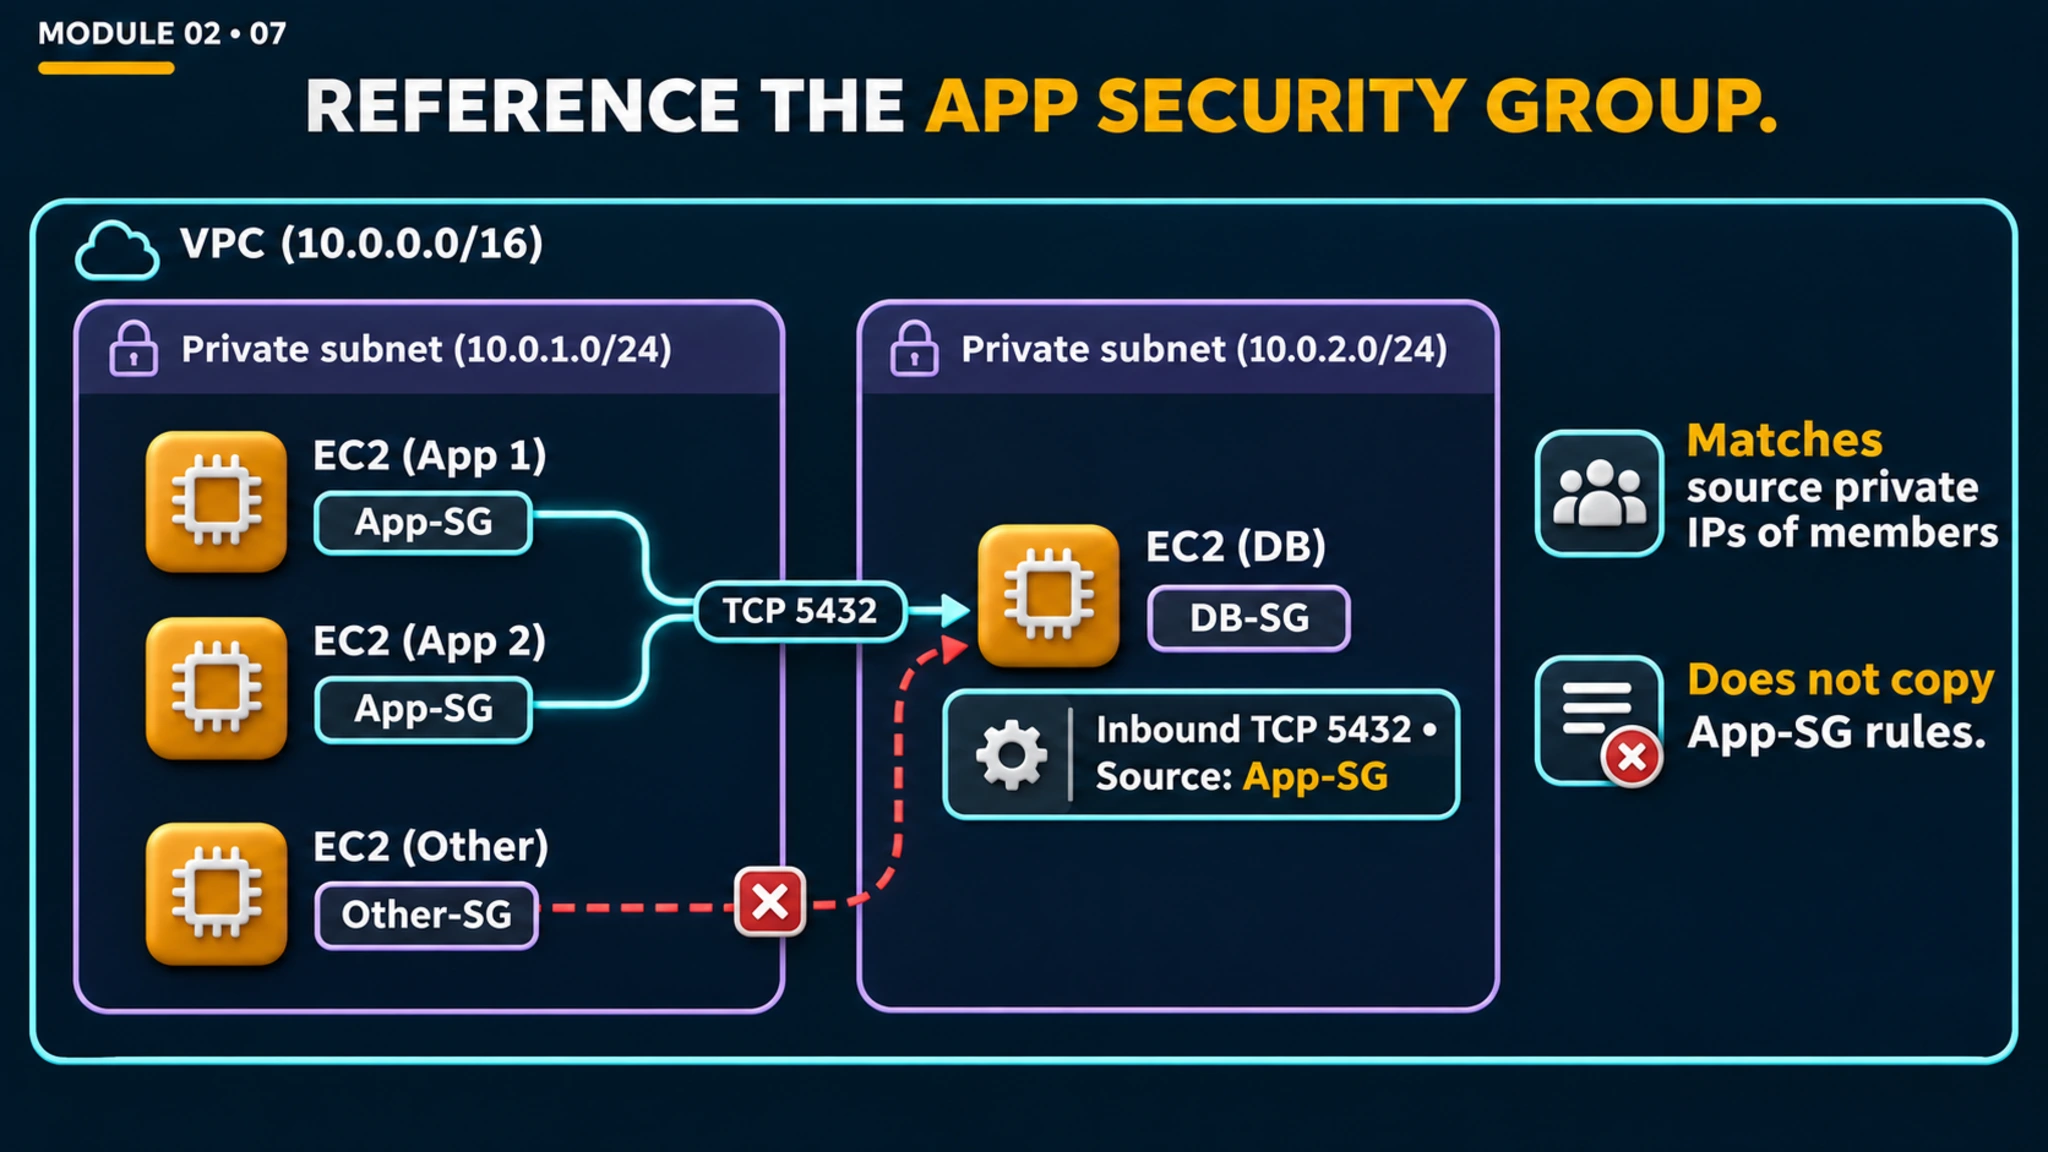 MODULE 02 • 07
REFERENCE THE APP SECURITY GROUP.
VPC (10.0.0.0/16)
Private subnet (10.0.1.0/24)
EC2 (App 1)
App-SG
EC2 (App 2)
App-SG
EC2 (Other)
Other-SG
TCP 5432
Private subnet (10.0.2.0/24)
EC2 (DB)
DB-SG
Inbound TCP 5432 •
Source: App-SG
Matches
source private
IPs of members
Does not copy
App-SG rules.